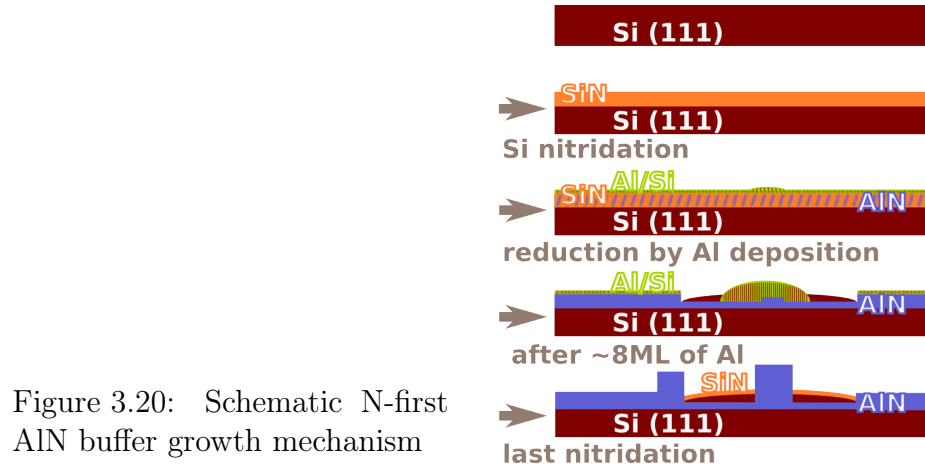 Si (111)
SiN
Si (111)
Si nitridation
Al/Si
SiN
AlN
Si (111)
reduction by Al deposition
Al/Si
AlN
Si (111)
after ~8ML of Al
SiN
AlN
Si (111)
last nitridation
Figure 3.20: Schematic N-first
AlN buffer growth mechanism